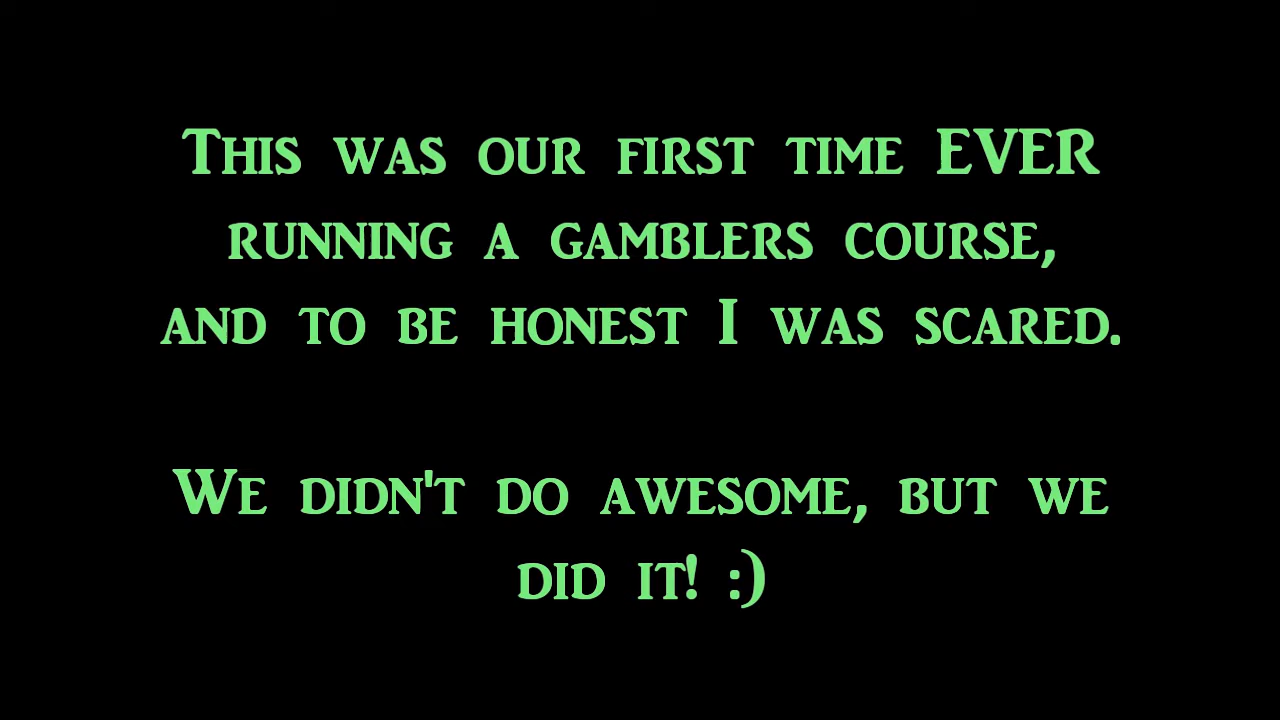 This was our first time EVER
running a gamblers course,
and to be honest I was scared.
We didn't do awesome, but we
did it! :)